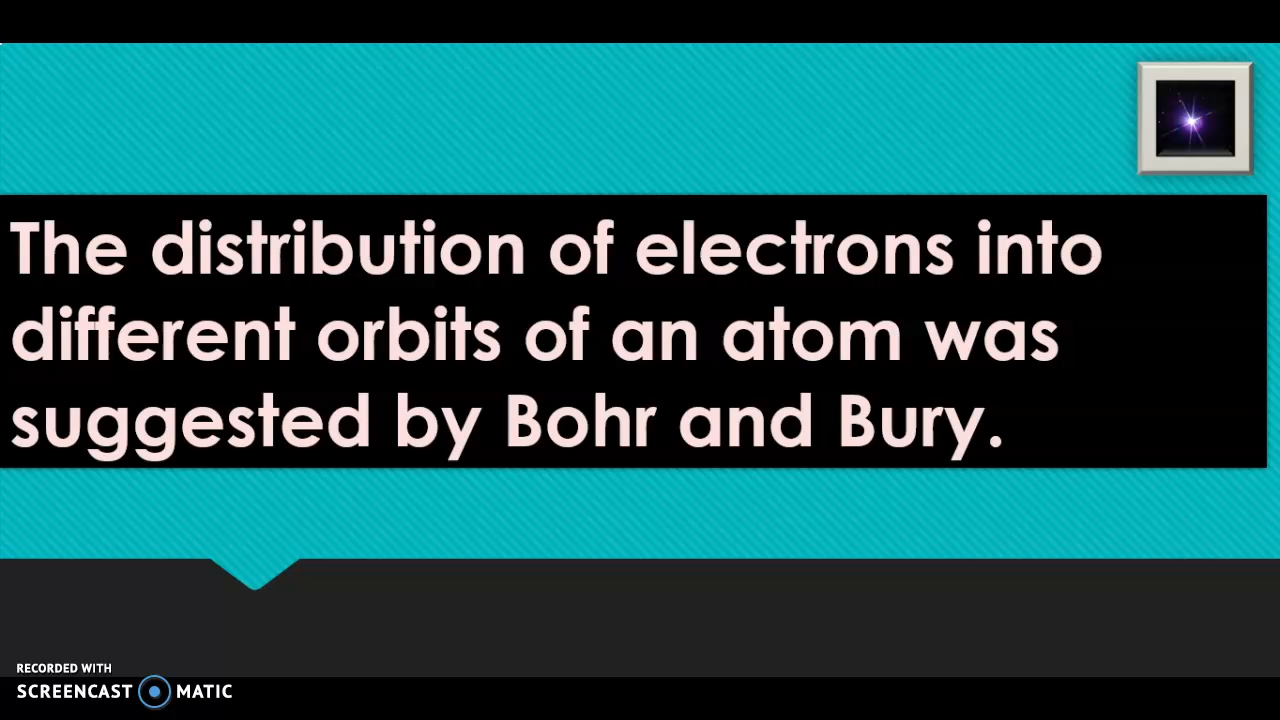 The distribution of electrons into
different orbits of an atom was
suggested by Bohr and Bury.
RECORDED WITH
SCREENCAST MATIC